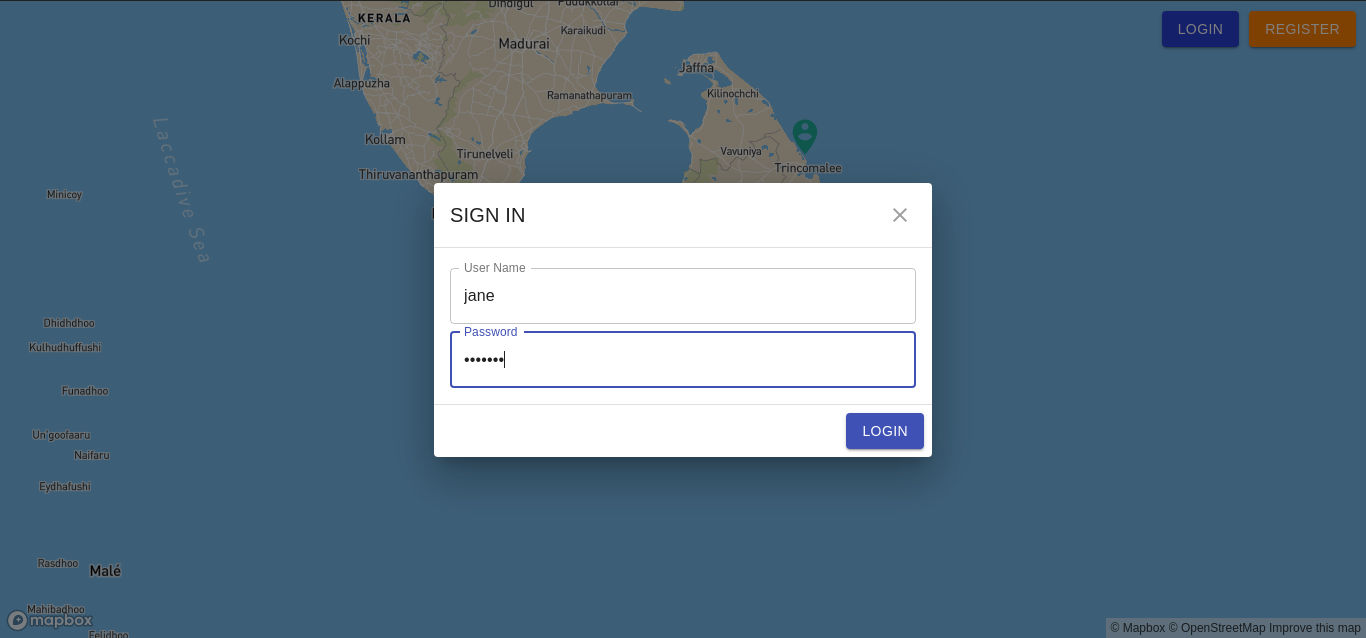 Dindigul
Pudukkottai
KERALA
Karaikudi
Kochi
Madurai
LOGIN
REGISTER
Jaffna
Alappuzha
Ramanathapuram
Kilinochchi
Laccadive Sea
Kollam
Tirunelveli
Vavuniya
Trincomalee
Thiruvananthapuram
Minicoy
SIGN IN
User Name
jane
Password
•••••••
LOGIN
Dhidhdhoo
Kulhudhuffushi
Funadhoo
Un'goofaaru
Naifaru
Eydhafushi
Rasdhoo
Malé
Mahibadhoo
mapbox
Felidhoo
© Mapbox © OpenStreetMap Improve this map